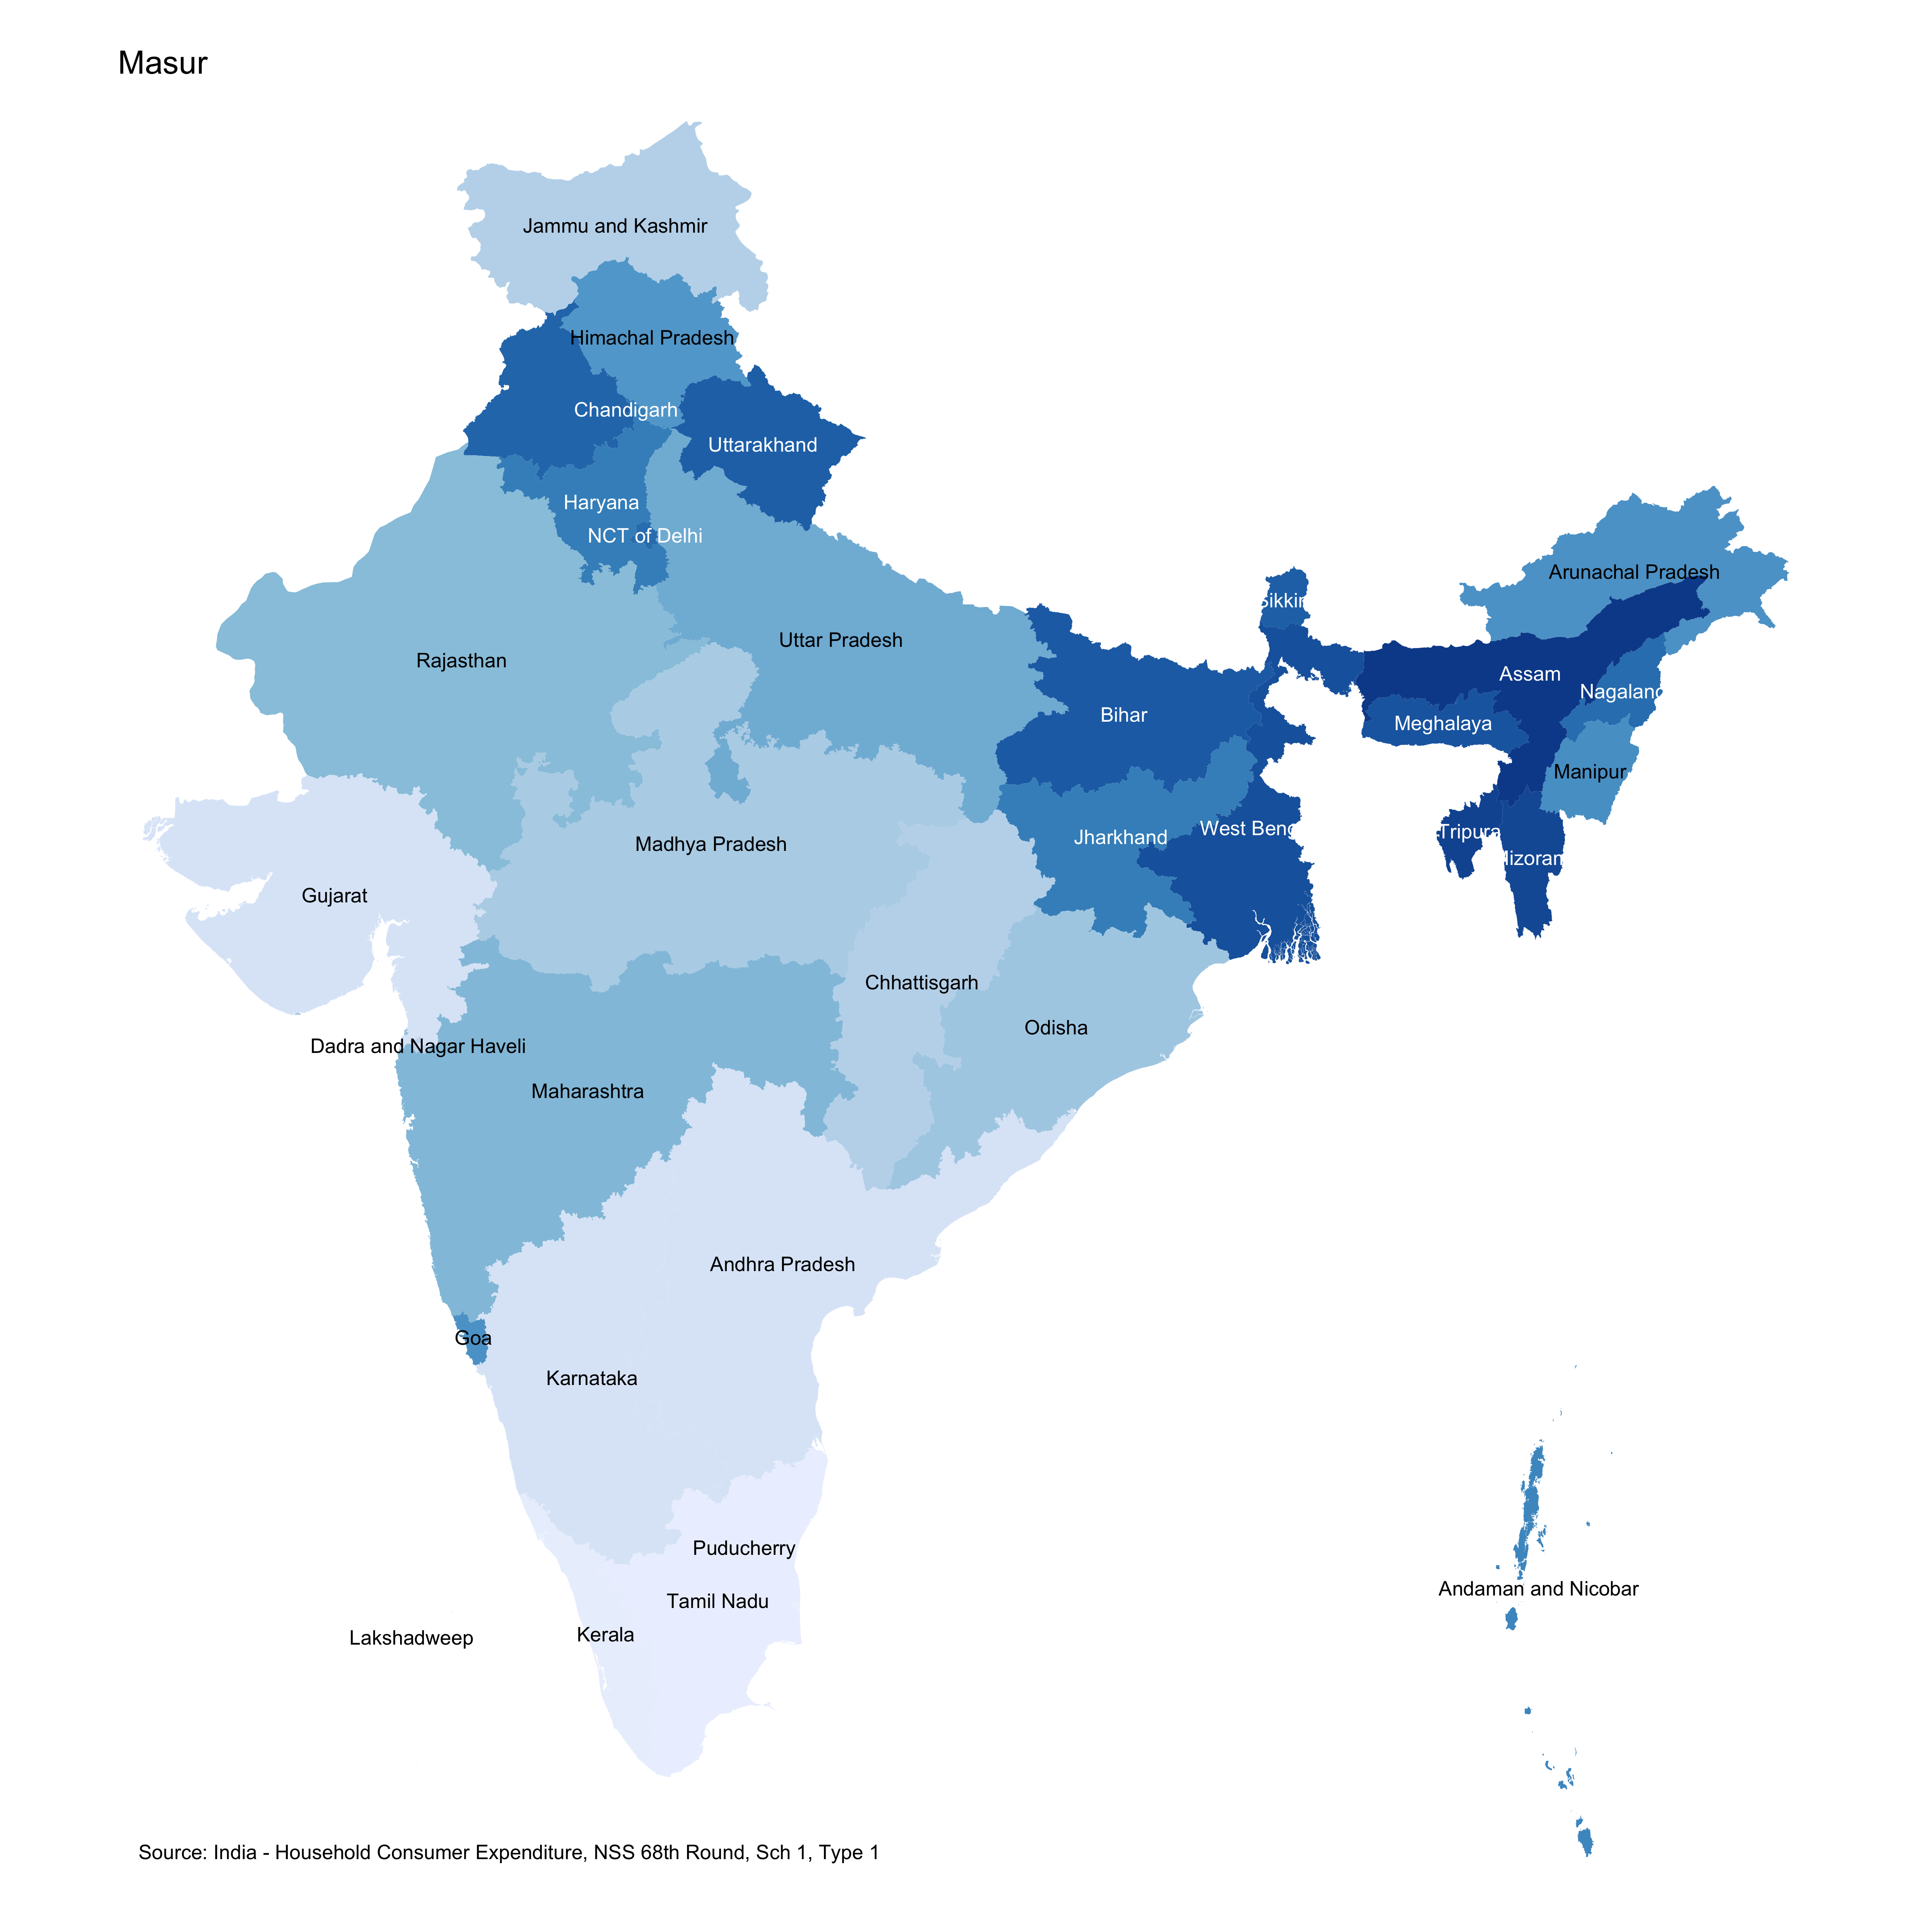 Masur
Jammu and Kashmir
Himachal Pradesh
Chandigarh
Uttarakhand
Haryana
NCT of Delhi
Arunachal Pradesh
Sikkim
Uttar Pradesh
Rajasthan
Assam
Nagaland
Bihar
Meghalaya
Manipur
West Beng
Tripura
Jharkhand
Madhya Pradesh
Mizoram
Gujarat
Chhattisgarh
Odisha
Dadra and Nagar Haveli
Maharashtra
Andhra Pradesh
Goa
Karnataka
Puducherry
Andaman and Nicobar
Tamil Nadu
Kerala
Lakshadweep
Source: India - Household Consumer Expenditure, NSS 68th Round, Sch 1, Type 1